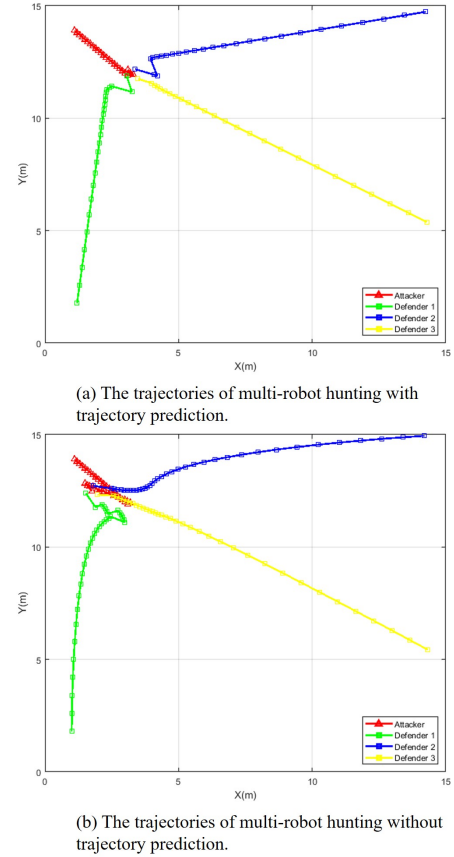 15
10
5
0
Y(m)
0
5
10
15
X(m)
Attacker
Defender 1
Defender 2
Defender 3
(a) The trajectories of multi-robot hunting with
trajectory prediction.
15
10
5
0
Y(m)
0
5
10
15
X(m)
Attacker
Defender 1
Defender 2
Defender 3
(b) The trajectories of multi-robot hunting without
trajectory prediction.